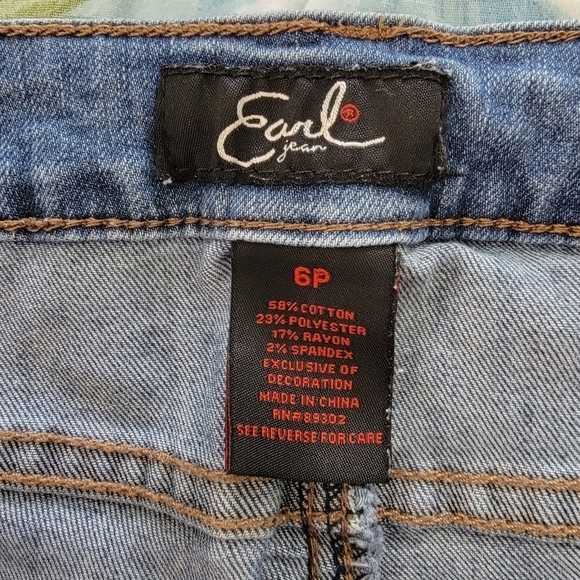 Earl®
jean
6P
58% COTTON
23% POLYESTER
17% RAYON
2% SPANDEX
EXCLUSIVE OF
DECORATION
MADE IN CHINA
RN#89302
SEE REVERSE FOR CARE